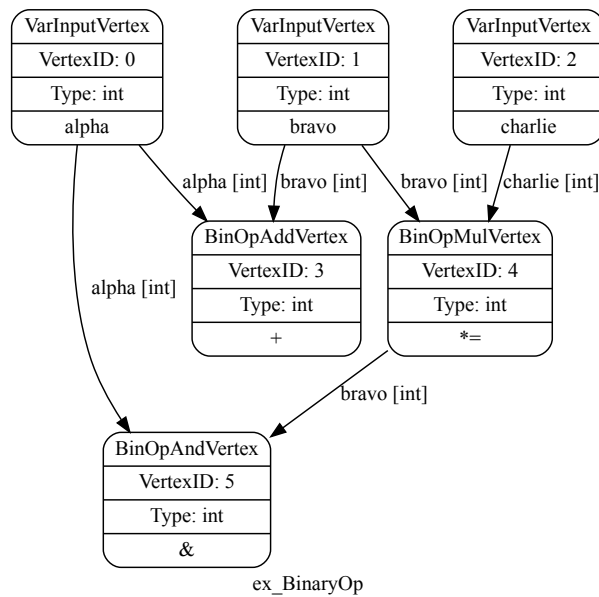 VarInputVertex
VertexID: 0
Type: int
alpha
VarInputVertex
VertexID: 1
Type: int
bravo
VarInputVertex
VertexID: 2
Type: int
charlie
alpha [int]
bravo [int]
bravo [int]
charlie [int]
BinOpAddVertex
VertexID: 3
Type: int
+
BinOpMulVertex
VertexID: 4
Type: int
*=
alpha [int]
bravo [int]
BinOpAndVertex
VertexID: 5
Type: int
&
ex_BinaryOp